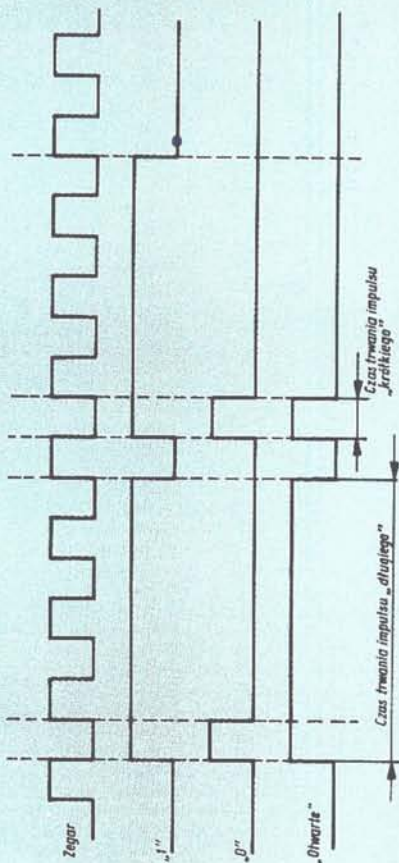 Zegar
„1”
„0”
„Otwarte”
Czas trwania impulsu „długiego”
Czas trwania impulsu
„krótkiego”